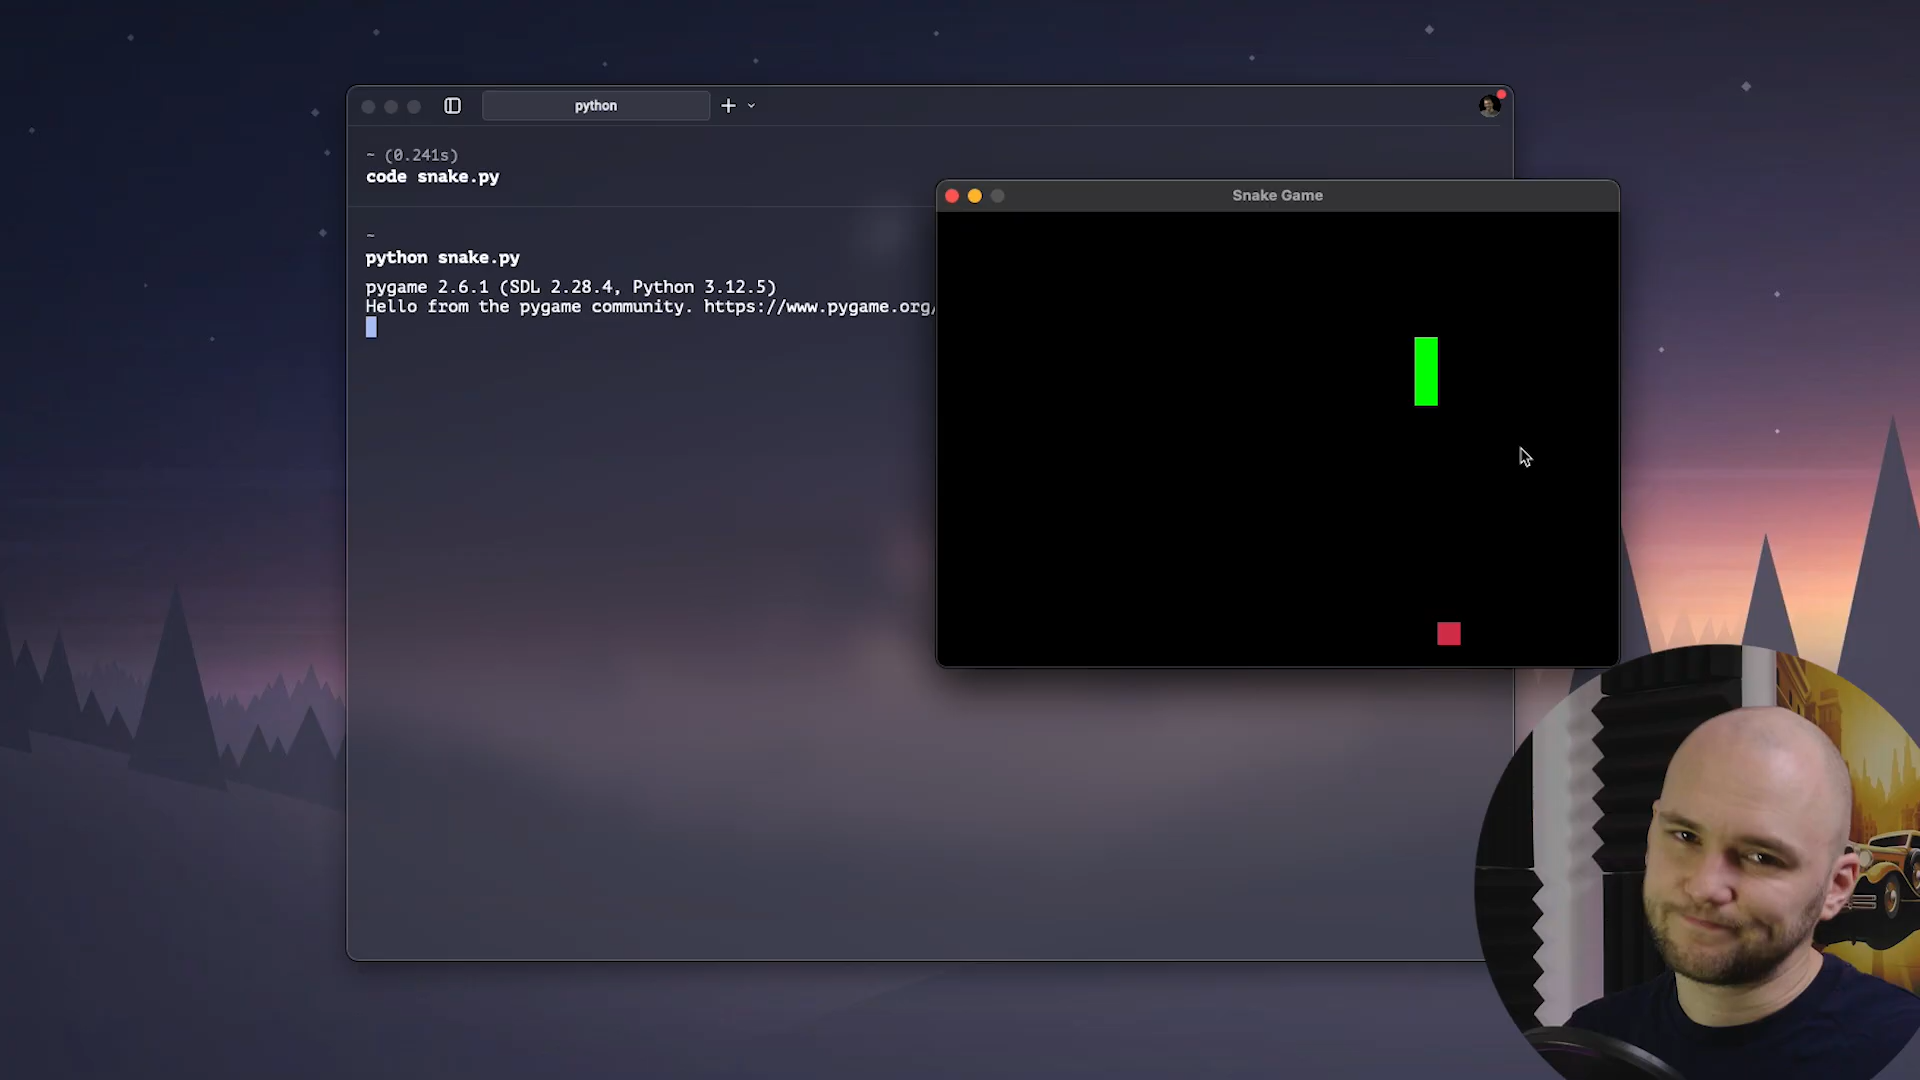 python
~ (0.241s)
code snake.py
~
python snake.py
pygame 2.6.1 (SDL 2.28.4, Python 3.12.5)
Hello from the pygame community. https://www.pygame.org/
Snake Game